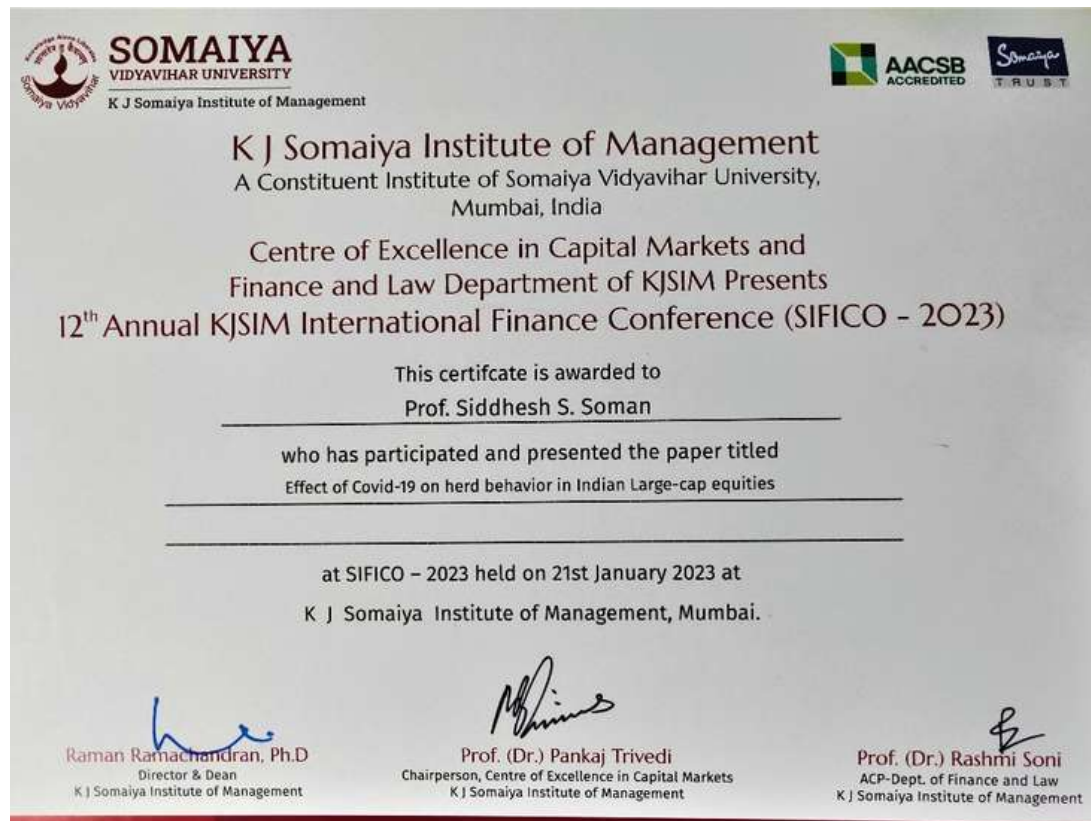 SOMAIYA
VIDYAVIHAR UNIVERSITY
K J Somaiya Institute of Management
Somaiya Vidyavihar
AACSB
ACCREDITED
Somaiya
TRUST
K J Somaiya Institute of Management
A Constituent Institute of Somaiya Vidyavihar University,
Mumbai, India
Centre of Excellence in Capital Markets and
Finance and Law Department of KJSIM Presents
12th Annual KJSIM International Finance Conference (SIFICO - 2023)
This certifcate is awarded to
Prof. Siddhesh S. Soman
who has participated and presented the paper titled
Effect of Covid-19 on herd behavior in Indian Large-cap equities
at SIFICO – 2023 held on 21st January 2023 at
K J Somaiya Institute of Management, Mumbai.
Raman Ramachandran, Ph.D
Director & Dean
K J Somaiya Institute of Management
Prof. (Dr.) Pankaj Trivedi
Chairperson, Centre of Excellence in Capital Markets
K J Somaiya Institute of Management
Prof. (Dr.) Rashmi Soni
ACP-Dept. of Finance and Law
K J Somaiya Institute of Management